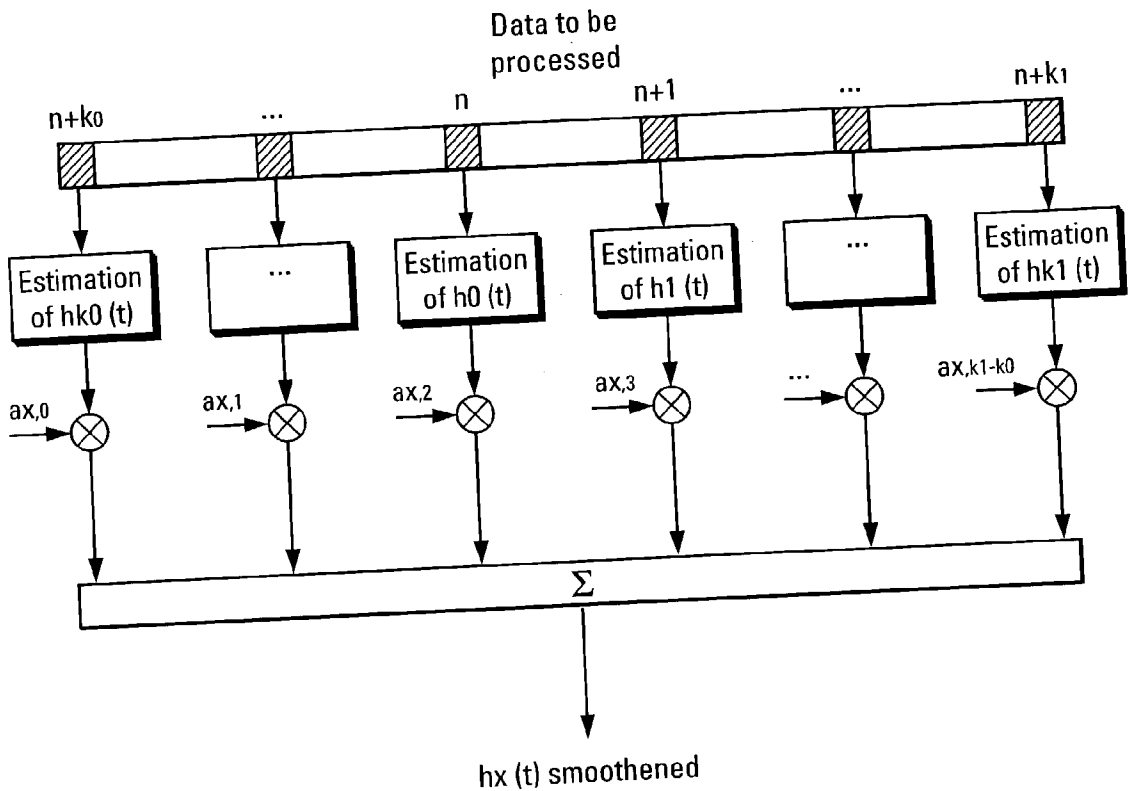 Data to be
processed
n+k0 ... n n+1 ... n+k1
Estimation
of hk0 (t)
...
Estimation
of h0 (t)
Estimation
of h1 (t)
...
Estimation
of hk1 (t)
ax,0 ax,1 ax,2 ax,3 ... ax,k1-k0
Σ
hx (t) smoothened